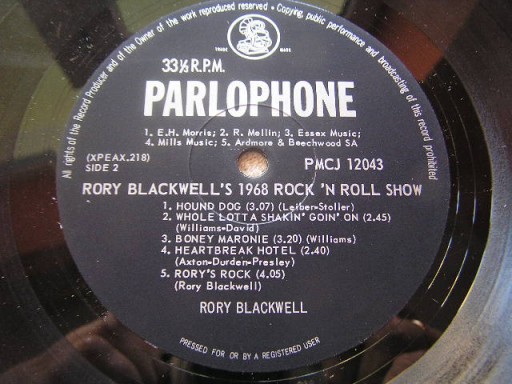 All rights of the Record Producer and of the Owner of the work reproduced reserved • Copying, public performance and broadcasting of this record prohibited
TRADE MARK
33⅓ R.P.M.
PARLOPHONE
1. E.H. Morris; 2. R. Mellin; 3. Essex Music;
4. Mills Music; 5. Ardmore & Beechwood SA
(XPEAX.218)
SIDE 2
PMCJ 12043
RORY BLACKWELL'S 1968 ROCK 'N ROLL SHOW
1. HOUND DOG (3.07) (Leiber-Stoller)
2. WHOLE LOTTA SHAKIN' GOIN' ON (2.45)
(Williams-David)
3. BONEY MARONIE (3.20) (Williams)
4. HEARTBREAK HOTEL (2.40)
(Axton-Durden-Presley)
5. RORY'S ROCK (4.05)
(Rory Blackwell)
RORY BLACKWELL
PRESSED FOR OR BY A REGISTERED USER